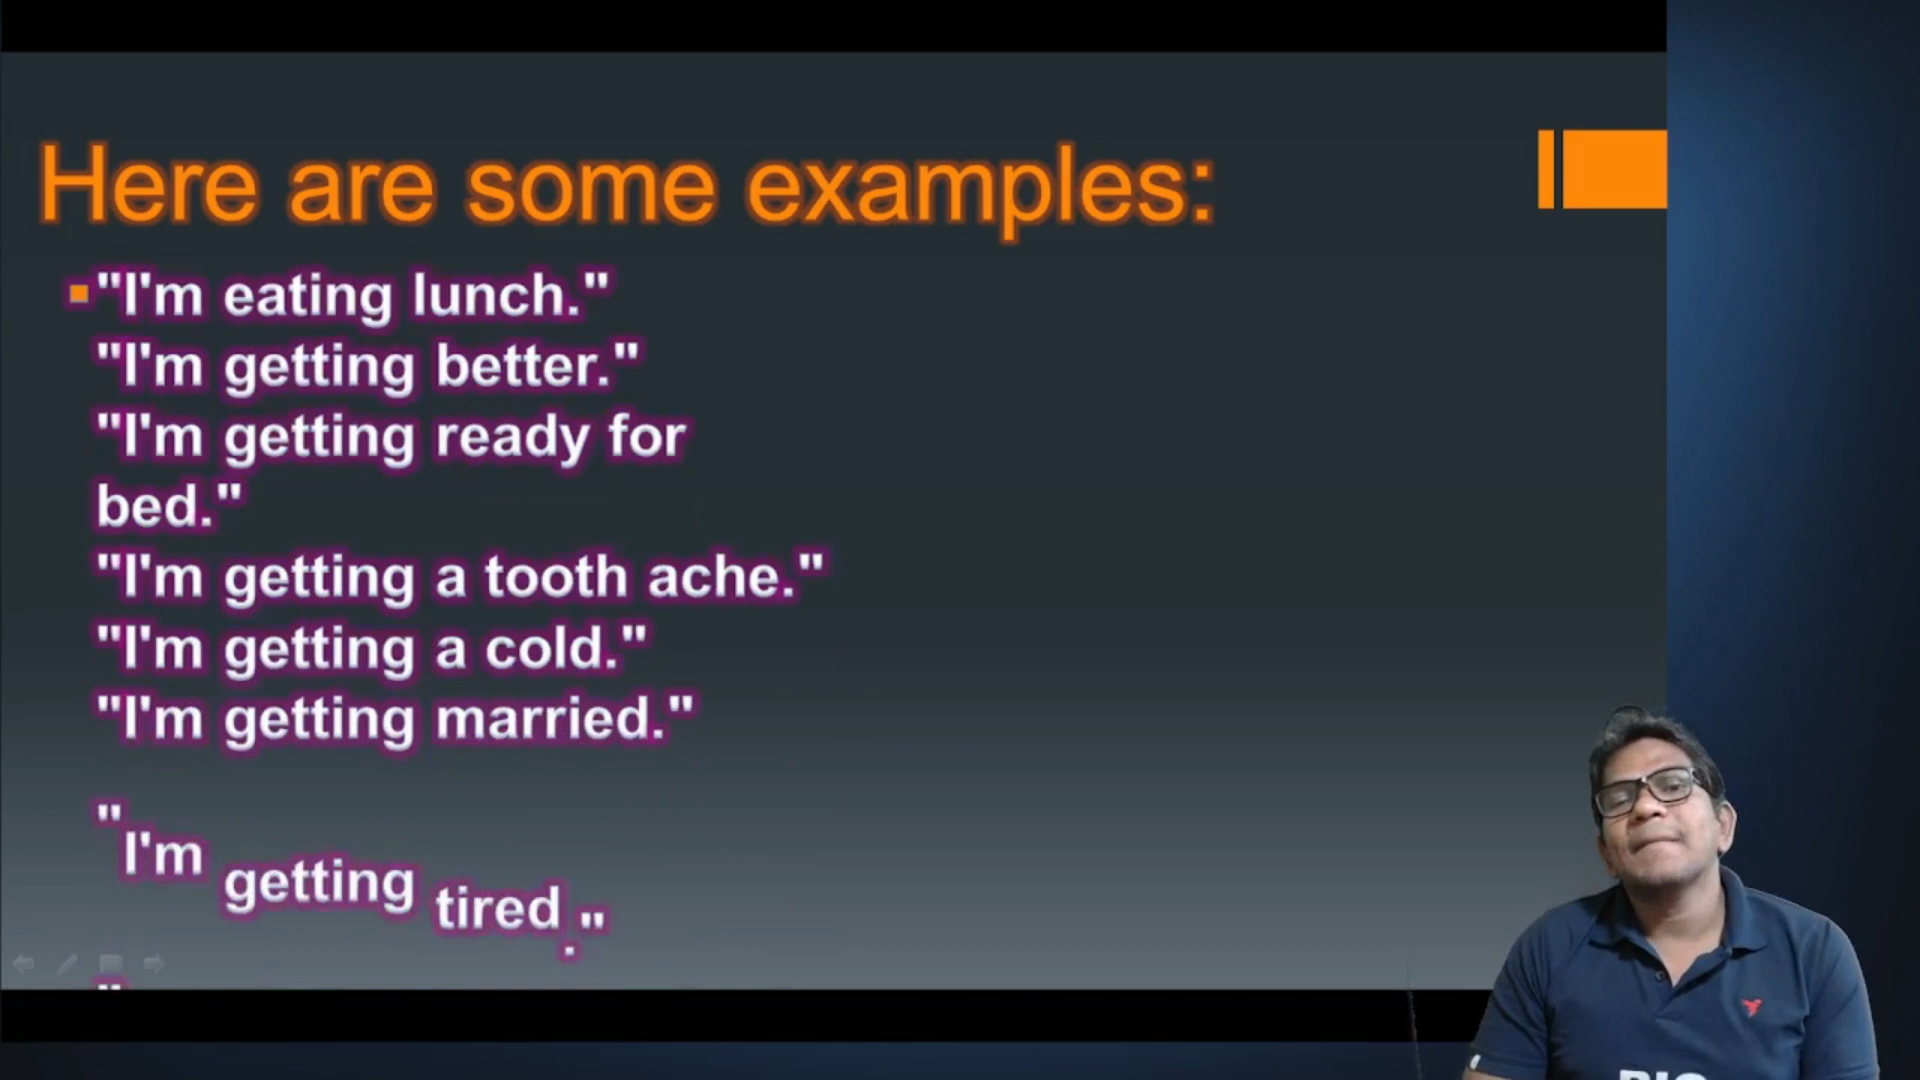 Here are some examples:
"I'm eating lunch."
"I'm getting better."
"I'm getting ready for
bed."
"I'm getting a tooth ache."
"I'm getting a cold."
"I'm getting married."
"I'm getting tired."
"